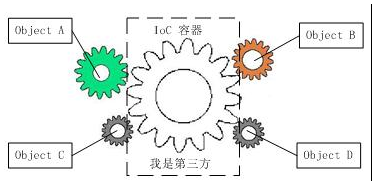 Object A
IoC 容器
Object B
Object C
我是第三方
Object D